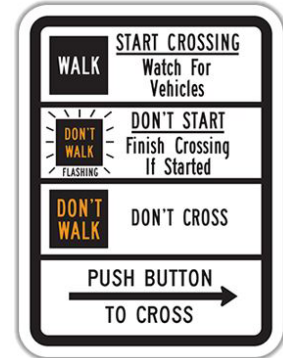 WALK
START CROSSING
Watch For
Vehicles
DON'T
WALK
FLASHING
DON'T START
Finish Crossing
If Started
DON'T
WALK
DON'T CROSS
PUSH BUTTON
TO CROSS